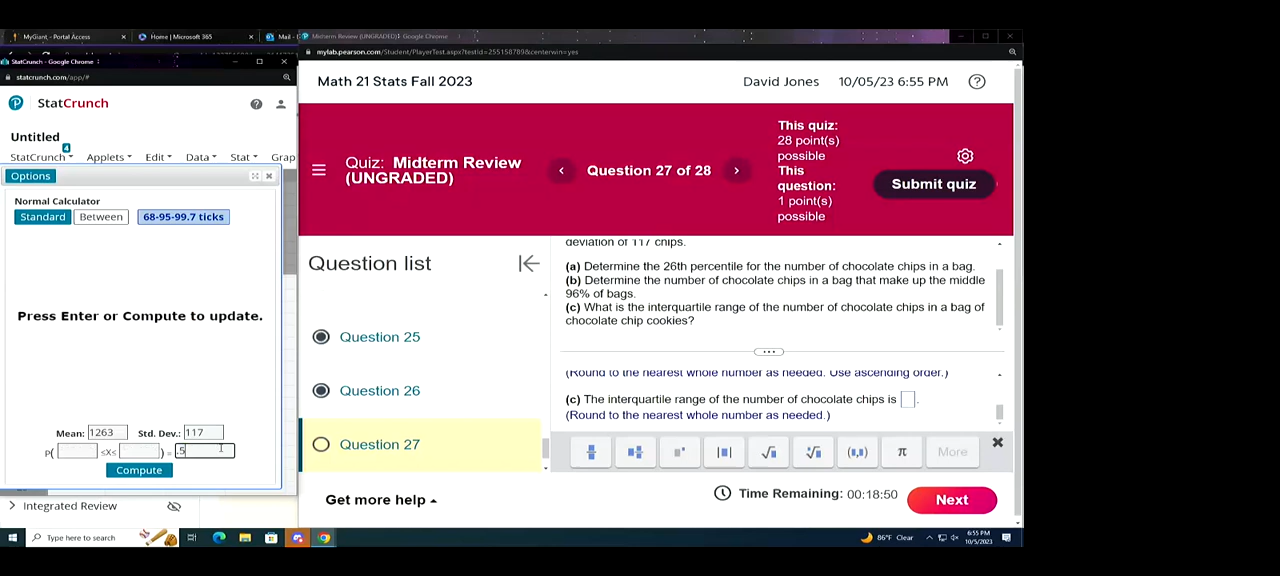 MyGiant - Portal Access
Home | Microsoft 365
Mail -
Midterm Review (UNGRADED) - Google Chrome
StatCrunch - Google Chrome
mylab.pearson.com/Student/PlayerTest.aspx?testId=255158789&centerwin=yes
statcrunch.com/app/#
StatCrunch
Math 21 Stats Fall 2023
David Jones
10/05/23 6:55 PM
Untitled
4
StatCrunch
Applets
Edit
Data
Stat
Grap
Options
Normal Calculator
Standard
Between
68-95-99.7 ticks
Press Enter or Compute to update.
Mean: 1263
Std. Dev.: 117
P( ≤X≤ ) = .5
Compute
Integrated Review
Quiz: Midterm Review
(UNGRADED)
Question 27 of 28
This quiz:
28 point(s)
possible
This
question:
1 point(s)
possible
Submit quiz
Question list
Question 25
Question 26
Question 27
deviation of 117 chips.
(a) Determine the 26th percentile for the number of chocolate chips in a bag.
(b) Determine the number of chocolate chips in a bag that make up the middle
96% of bags.
(c) What is the interquartile range of the number of chocolate chips in a bag of
chocolate chip cookies?
(Round to the nearest whole number as needed. Use ascending order.)
(c) The interquartile range of the number of chocolate chips is .
(Round to the nearest whole number as needed.)
√
π
More
Get more help
Time Remaining: 00:18:50
Next
Type here to search
86°F Clear
6:55 PM
10/5/2023